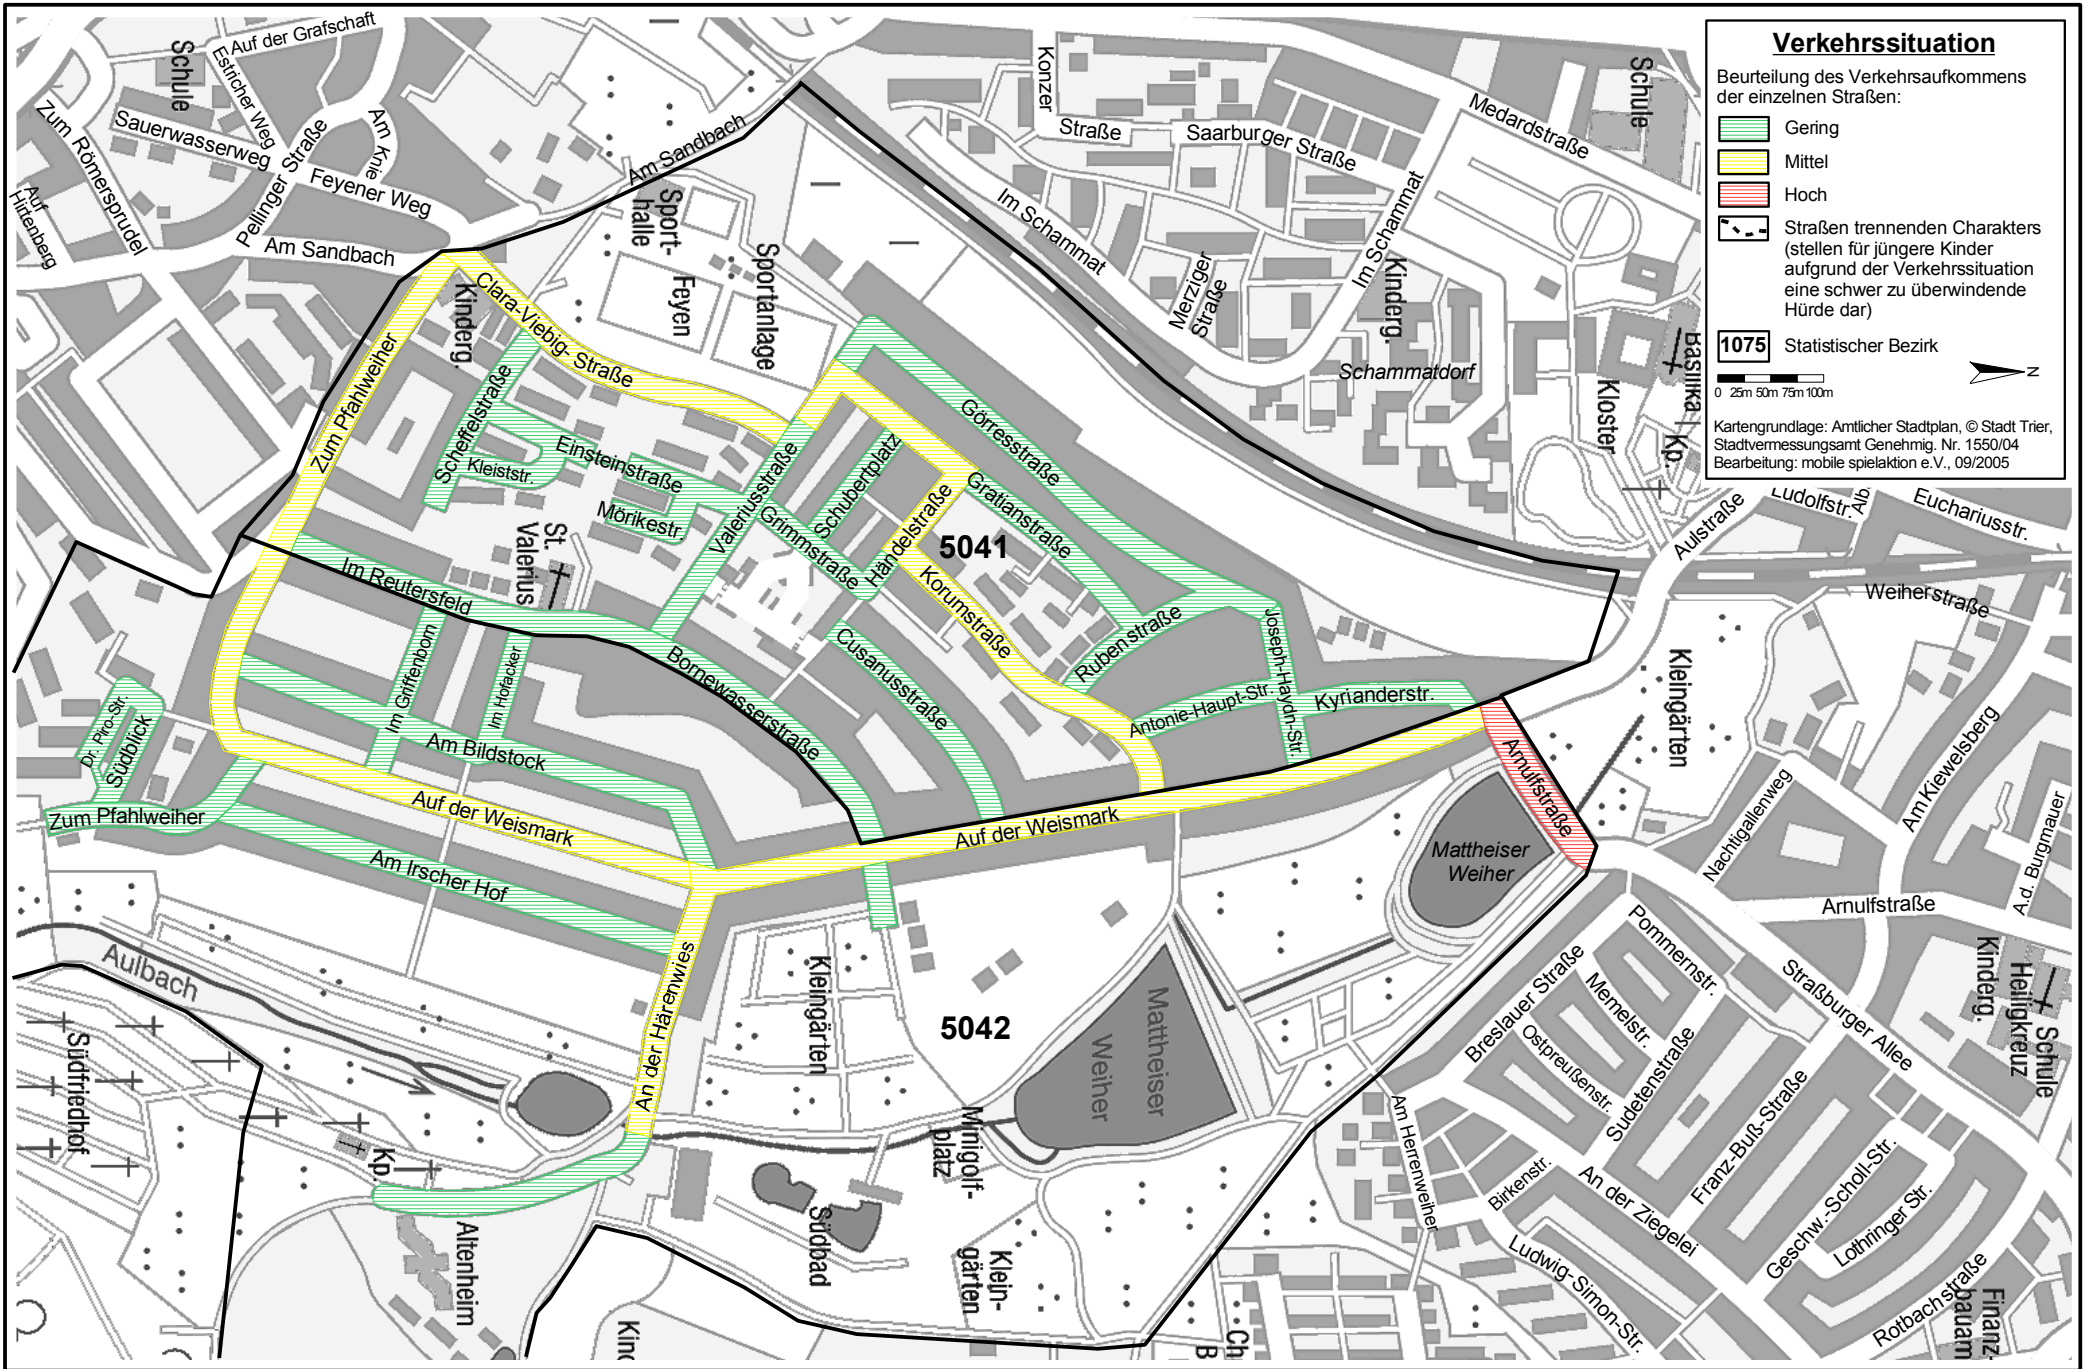 Verkehrssituation
Beurteilung des Verkehrsaufkommens
der einzelnen Straßen:
Gering
Mittel
Hoch
Straßen trennenden Charakters
(stellen für jüngere Kinder
aufgrund der Verkehrssituation
eine schwer zu überwindende
Hürde dar)
1075 Statistischer Bezirk
N
0 25m 50m 75m 100m
Kartengrundlage: Amtlicher Stadtplan, © Stadt Trier,
Stadtvermessungsamt Genehmig. Nr. 1550/04
Bearbeitung: mobile spielaktion e.V., 09/2005
Auf der Grafschaft
Schule
Estricher Weg
Zum Römersprudel
Sauerwasserweg
Am Knie
Pellinger Straße
Feyener Weg
Auf
Hirtenberg
Am Sandbach
Am Sandbach
Sport-
halle
Feyen
Sportanlage
Kinderg.
Clara-Viebig-Straße
Zum Pfahlweiher
Scheffelstraße
Kleiststr.
Einsteinstraße
Mörikestr.
Valeriusstraße
Schubertplatz
Grimmstraße
Händelstraße
Görresstraße
Gratianstraße
5041
Korumstraße
Rubenstraße
Joseph-Haydn-Str.
Antonie-Haupt-Str.
Kyrianderstr.
St.
Valerius
Im Reutersfeld
Im Griffenborn
Im Hofacker
Bornewasserstraße
Cusanusstraße
Am Bildstock
Dr. Piro-Str.
Südblick
Zum Pfahlweiher
Auf der Weismark
Auf der Weismark
Am Irscher Hof
An der Härenwies
Arnulfstraße
Mattheiser
Weiher
Aulbach
Südfriedhof
Kp.
Altenheim
Kleingärten
5042
Mattheiser
Weiher
Minigolf-
platz
Südbad
Klein-
gärten
Kinc
Ch
B
Konzer
Straße
Saarburger Straße
Medardstraße
Schule
Im Schammat
Im Schammat
Merziger
Straße
Kinderg.
Schammatdorf
Kloster
Basilika
Kp.
Aulstraße
Ludolfstr.
Alb.
Euchariusstr.
Weiherstraße
Kleingärten
Am Kiewelsberg
Nachtigallenweg
A.d. Burgmauer
Arnulfstraße
Pommernstr.
Straßburger Allee
Breslauer Straße
Memelstr.
Ostpreußenstr.
Sudetenstraße
Kinderg.
Heiligkreuz
Schule
Am Herrenweiher
Birkenstr.
An der Ziegelei
Franz-Buß-Straße
Geschw.-Scholl-Str.
Lothringer Str.
Ludwig-Simon-Str.
Rotbachstraße
Finanz-
bauam